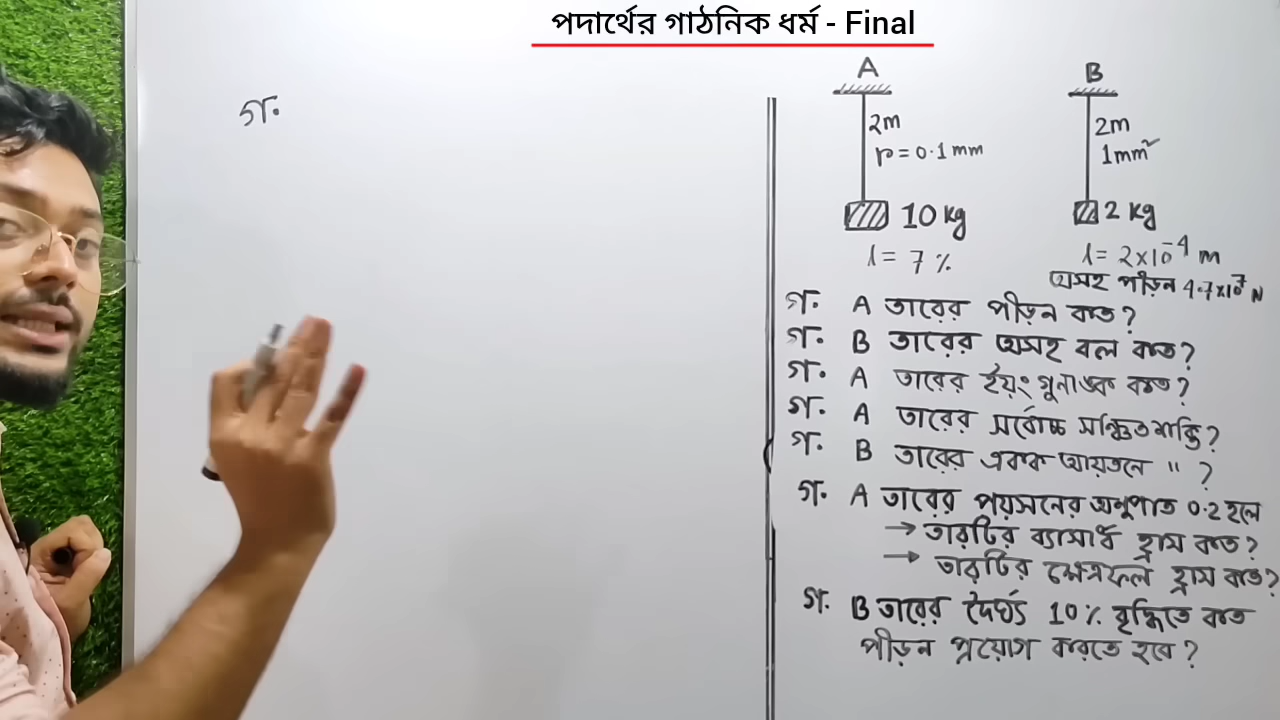 পদার্থের গাঠনিক ধর্ম - Final
গ.
A
2m
r = 0.1 mm
10 kg
l = 7 %
B
2m
1mm²
2 kg
l = 2×10⁻⁴ m
অসহ পীড়ন 4.7×10⁷ N
গ. A তারের পীড়ন কত?
গ. B তারের অসহ বল কত?
গ. A তারের ইয়ং গুনাঙ্ক কত?
গ. A তারের সর্বোচ্চ সঞ্চিতশক্তি?
গ. B তারের একক আয়তনে " ?
গ. A তারের পয়সনের অনুপাত 0.2 হলে
→ তারটির ব্যাসার্ধ হ্রাস কত?
→ তারটির ক্ষেত্রফল হ্রাস কত?
গ. B তারের দৈর্ঘ্য 10% বৃদ্ধিতে কত
পীড়ন প্রয়োগ করতে হবে?